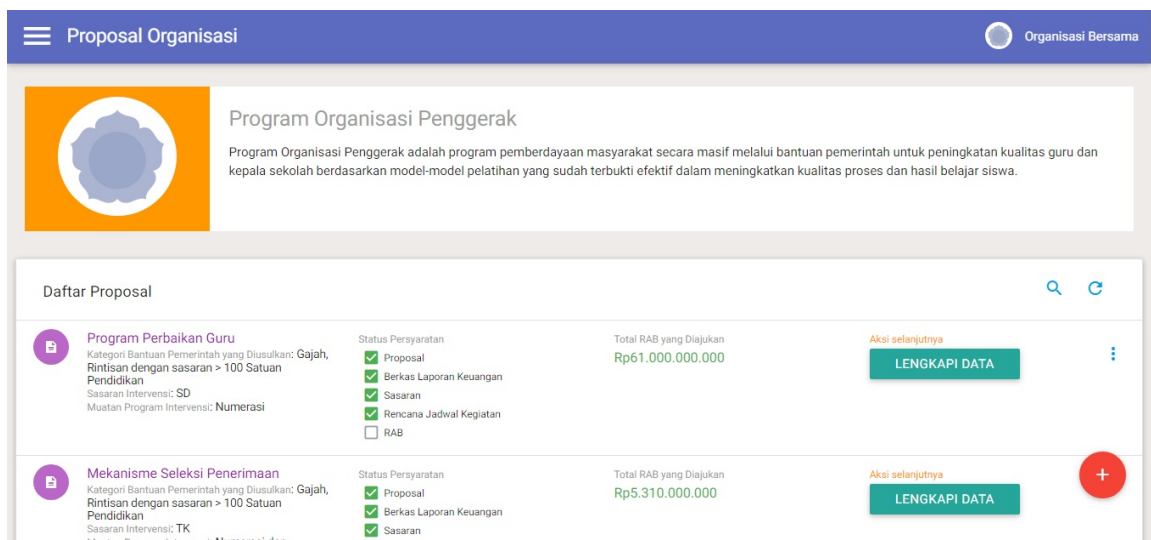 Proposal Organisasi
Organisasi Bersama
Program Organisasi Penggerak
Program Organisasi Penggerak adalah program pemberdayaan masyarakat secara masif melalui bantuan pemerintah untuk peningkatan kualitas guru dan
kepala sekolah berdasarkan model-model pelatihan yang sudah terbukti efektif dalam meningkatkan kualitas proses dan hasil belajar siswa.
Daftar Proposal
Program Perbaikan Guru
Kategori Bantuan Pemerintah yang Diusulkan: Gajah,
Rintisan dengan sasaran > 100 Satuan
Pendidikan
Sasaran Intervensi: SD
Muatan Program Intervensi: Numerasi
Status Persyaratan
Proposal
Berkas Laporan Keuangan
Sasaran
Rencana Jadwal Kegiatan
RAB
Total RAB yang Diajukan
Rp61.000.000.000
Aksi selanjutnya
LENGKAPI DATA
Mekanisme Seleksi Penerimaan
Kategori Bantuan Pemerintah yang Diusulkan: Gajah,
Rintisan dengan sasaran > 100 Satuan
Pendidikan
Sasaran Intervensi: TK
Status Persyaratan
Proposal
Berkas Laporan Keuangan
Sasaran
Total RAB yang Diajukan
Rp5.310.000.000
Aksi selanjutnya
LENGKAPI DATA